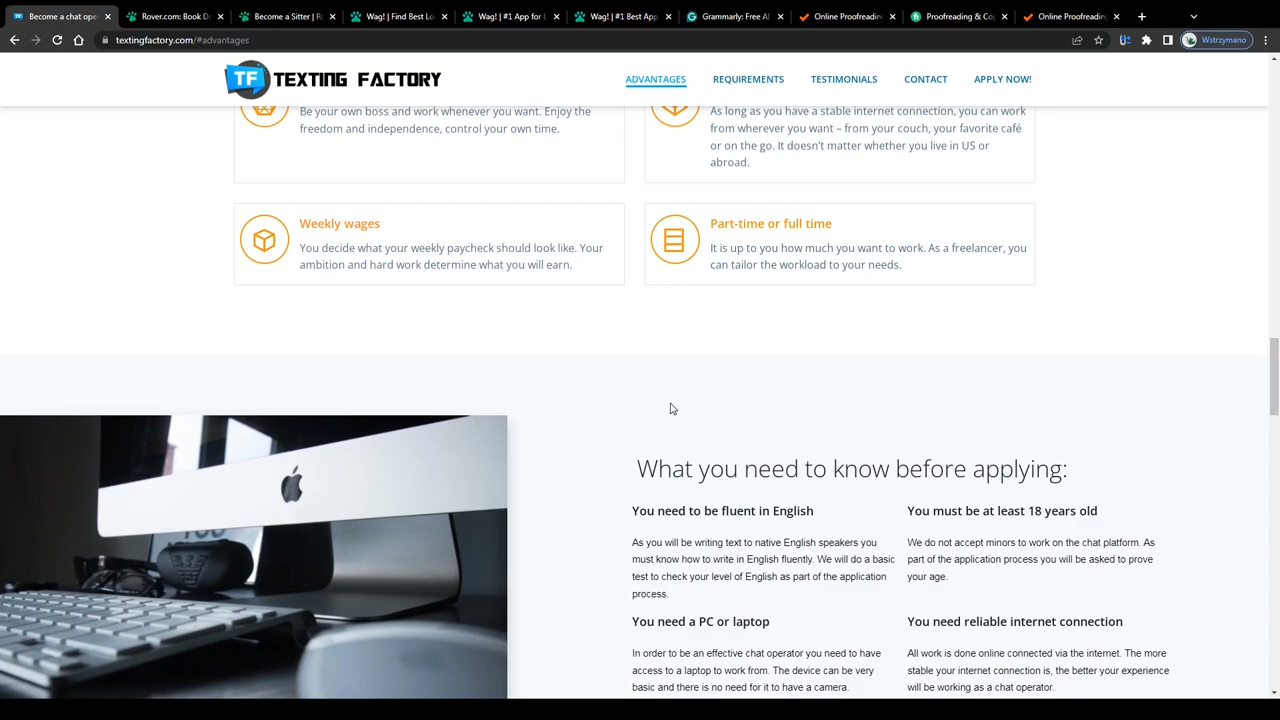 Become a chat ope
Rover.com: Book D
Become a Sitter | R
Wag! | Find Best Lo
Wag! | #1 App for
Wag! | #1 Best App
Grammarly: Free AI
Online Proofreading
Proofreading & Co
Online Proofreading
textingfactory.com/#advantages
Wstrzymano
TF TEXTING FACTORY
ADVANTAGES
REQUIREMENTS
TESTIMONIALS
CONTACT
APPLY NOW!
Be your own boss and work whenever you want. Enjoy the
freedom and independence, control your own time.
As long as you have a stable internet connection, you can work
from wherever you want – from your couch, your favorite café
or on the go. It doesn't matter whether you live in US or
abroad.
Weekly wages
You decide what your weekly paycheck should look like. Your
ambition and hard work determine what you will earn.
Part-time or full time
It is up to you how much you want to work. As a freelancer, you
can tailor the workload to your needs.
What you need to know before applying:
You need to be fluent in English
As you will be writing text to native English speakers you
must know how to write in English fluently. We will do a basic
test to check your level of English as part of the application
process.
You must be at least 18 years old
We do not accept minors to work on the chat platform. As
part of the application process you will be asked to prove
your age.
You need a PC or laptop
In order to be an effective chat operator you need to have
access to a laptop to work from. The device can be very
basic and there is no need for it to have a camera.
You need reliable internet connection
All work is done online connected via the internet. The more
stable your internet connection is, the better your experience
will be working as a chat operator.